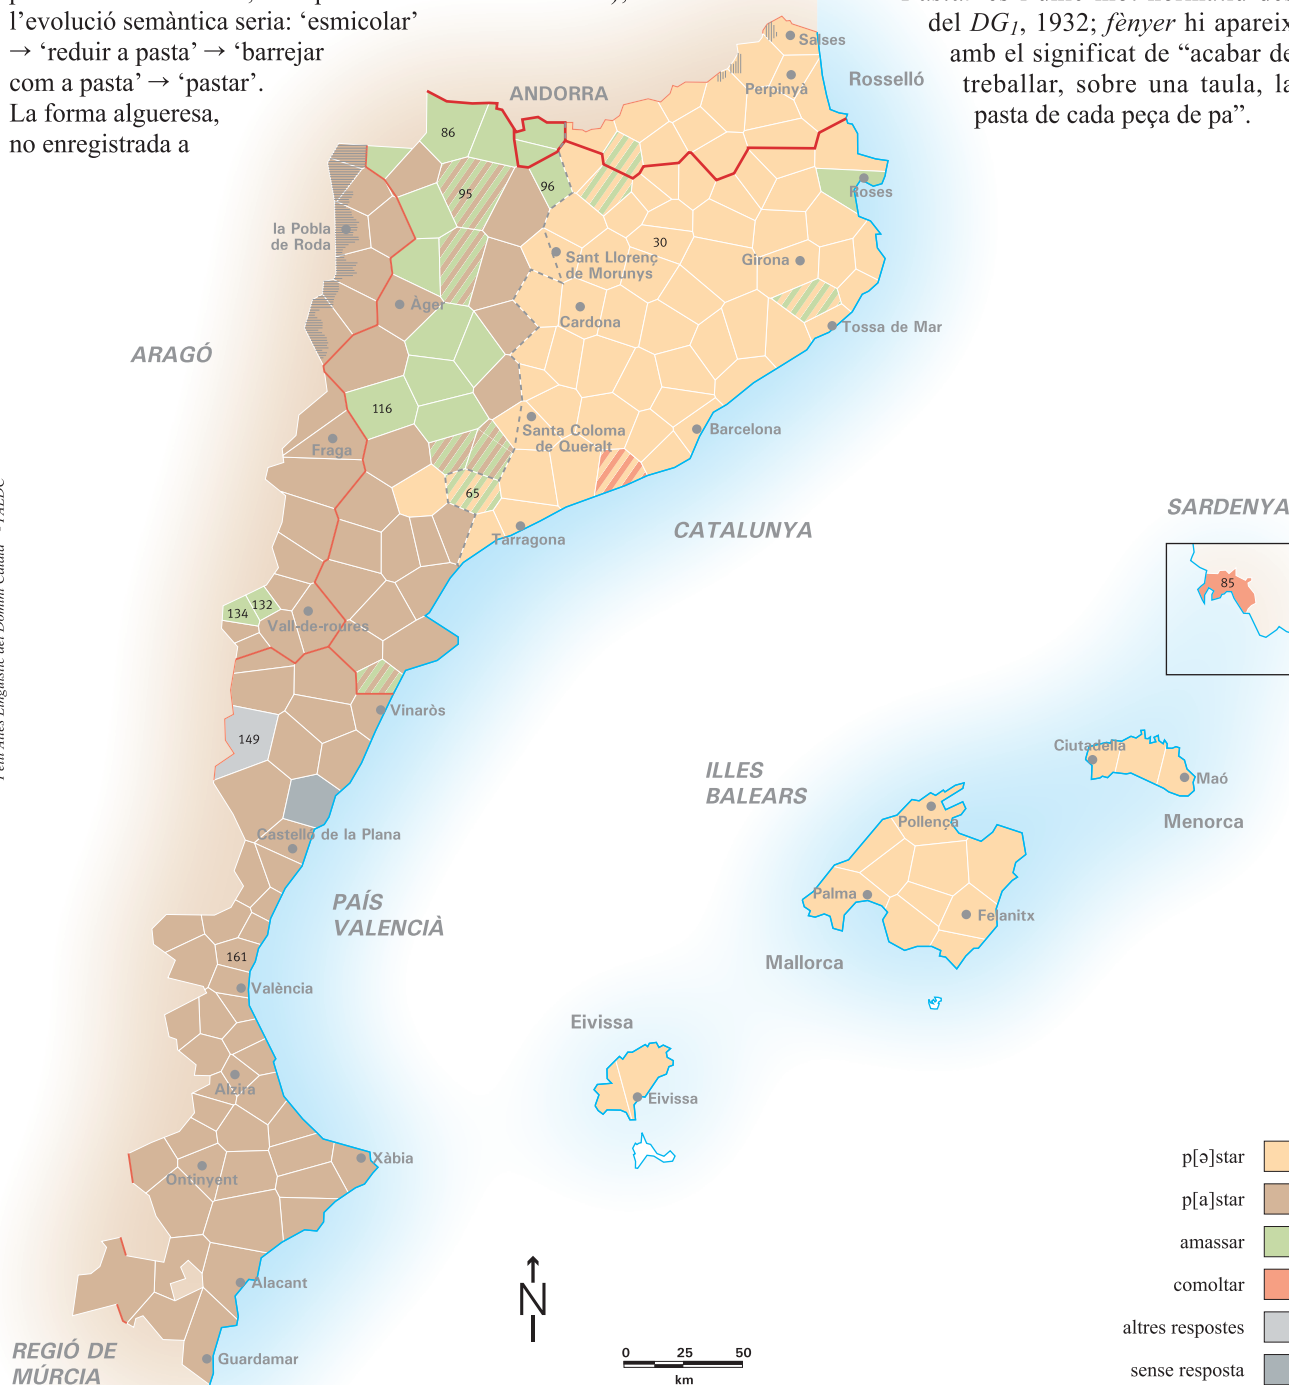 l’evolució semàntica seria: ‘esmicolar’
→ ‘reduir a pasta’ → ‘barrejar
com a pasta’ → ‘pastar’.
La forma algueresa,
no enregistrada a
del DG1, 1932; fènyer hi apareix
amb el significat de “acabar de
treballar, sobre una taula, la
pasta de cada peça de pa”.
Salses
Rosselló
Perpinyà
ANDORRA
86
95
96
Roses
la Pobla
de Roda
30
Sant Llorenç
de Morunys
Girona
Àger
Cardona
Tossa de Mar
ARAGÓ
116
Santa Coloma
de Queralt
Barcelona
Fraga
65
Tarragona
CATALUNYA
SARDENYA
85
134
132
Vall-de-roures
Vinaròs
149
ILLES
BALEARS
Ciutadella
Maó
Menorca
Pollença
Castelló de la Plana
Palma
Felanitx
PAÍS
VALENCIÀ
161
Mallorca
València
Eivissa
Alzira
Eivissa
Xàbia
Ontinyent
p[ə]star
p[a]star
amassar
comoltar
altres respostes
sense resposta
Alacant
N
REGIÓ DE
MÚRCIA
Guardamar
0 25 50
km